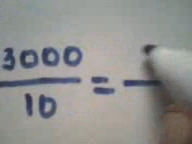 3000
—— = —
10